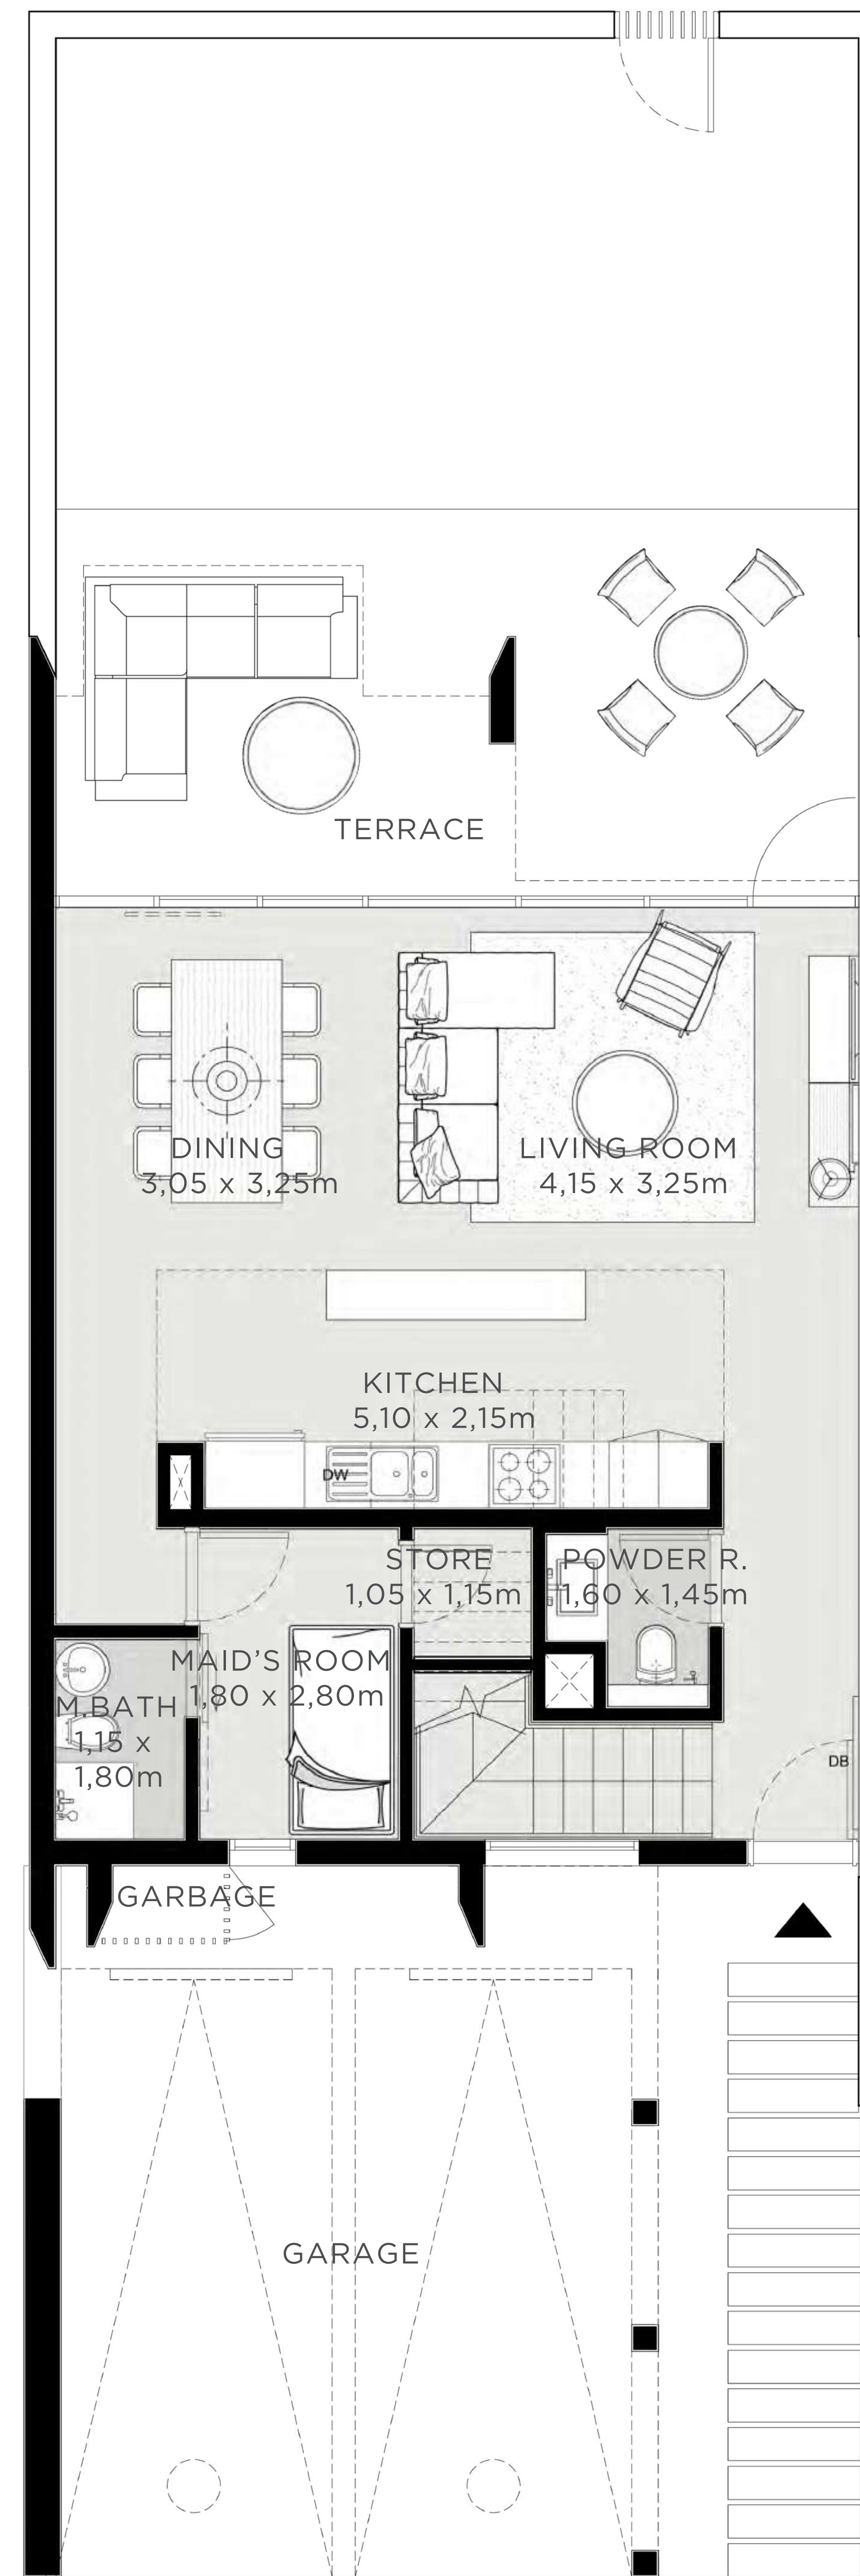 TERRACE
DINING
3,05 x 3,25m
LIVING ROOM
4,15 x 3,25m
KITCHEN
5,10 x 2,15m
DW
STORE
1,05 x 1,15m
POWDER R.
1,60 x 1,45m
MAID'S ROOM
1,80 x 2,80m
M.BATH
1,15 x
1,80m
DB
GARBAGE
GARAGE